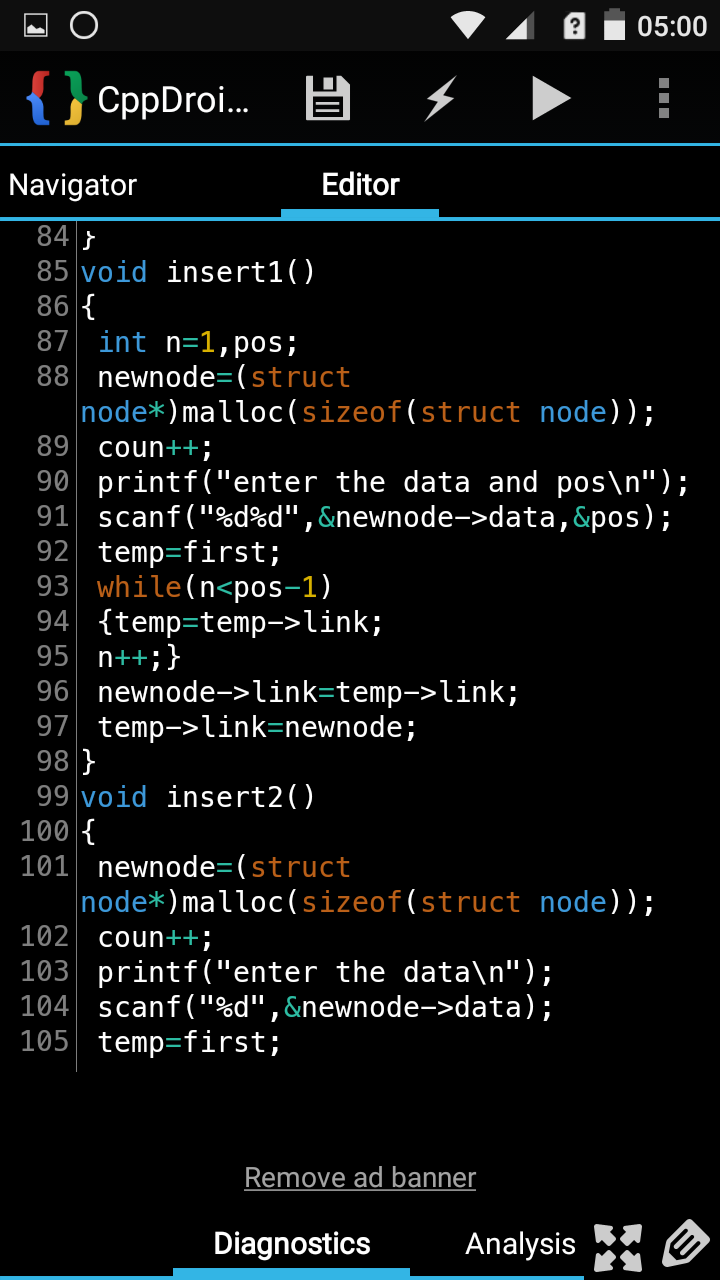 05:00
CppDroi...
Navigator Editor
84 }
85 void insert1()
86 {
87 int n=1,pos;
88 newnode=(struct
node*)malloc(sizeof(struct node));
89 coun++;
90 printf("enter the data and pos\n");
91 scanf("%d%d",&newnode->data,&pos);
92 temp=first;
93 while(n<pos-1)
94 {temp=temp->link;
95 n++;}
96 newnode->link=temp->link;
97 temp->link=newnode;
98 }
99 void insert2()
100 {
101 newnode=(struct
node*)malloc(sizeof(struct node));
102 coun++;
103 printf("enter the data\n");
104 scanf("%d",&newnode->data);
105 temp=first;
Remove ad banner
Diagnostics Analysis